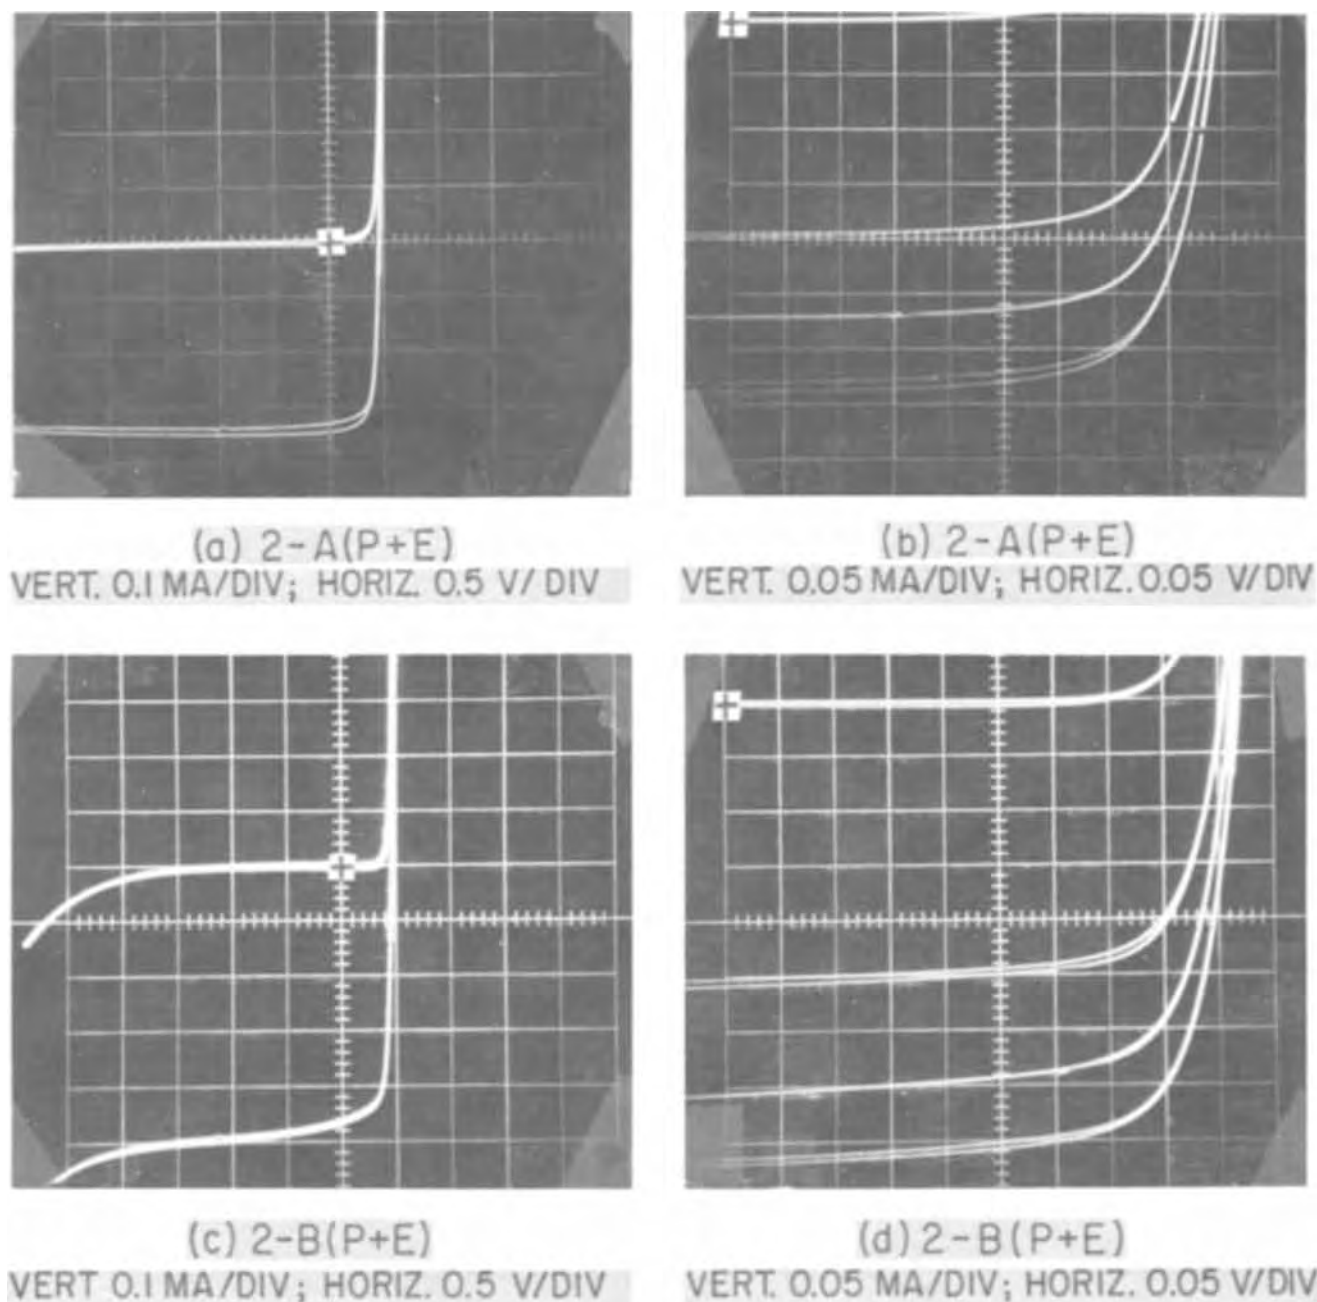 (a) 2-A(P+E)
VERT. 0.1 MA/DIV; HORIZ. 0.5 V/DIV
(b) 2-A(P+E)
VERT. 0.05 MA/DIV; HORIZ. 0.05 V/DIV
(c) 2-B(P+E)
VERT. 0.1 MA/DIV; HORIZ. 0.5 V/DIV
(d) 2-B(P+E)
VERT. 0.05 MA/DIV; HORIZ. 0.05 V/DIV